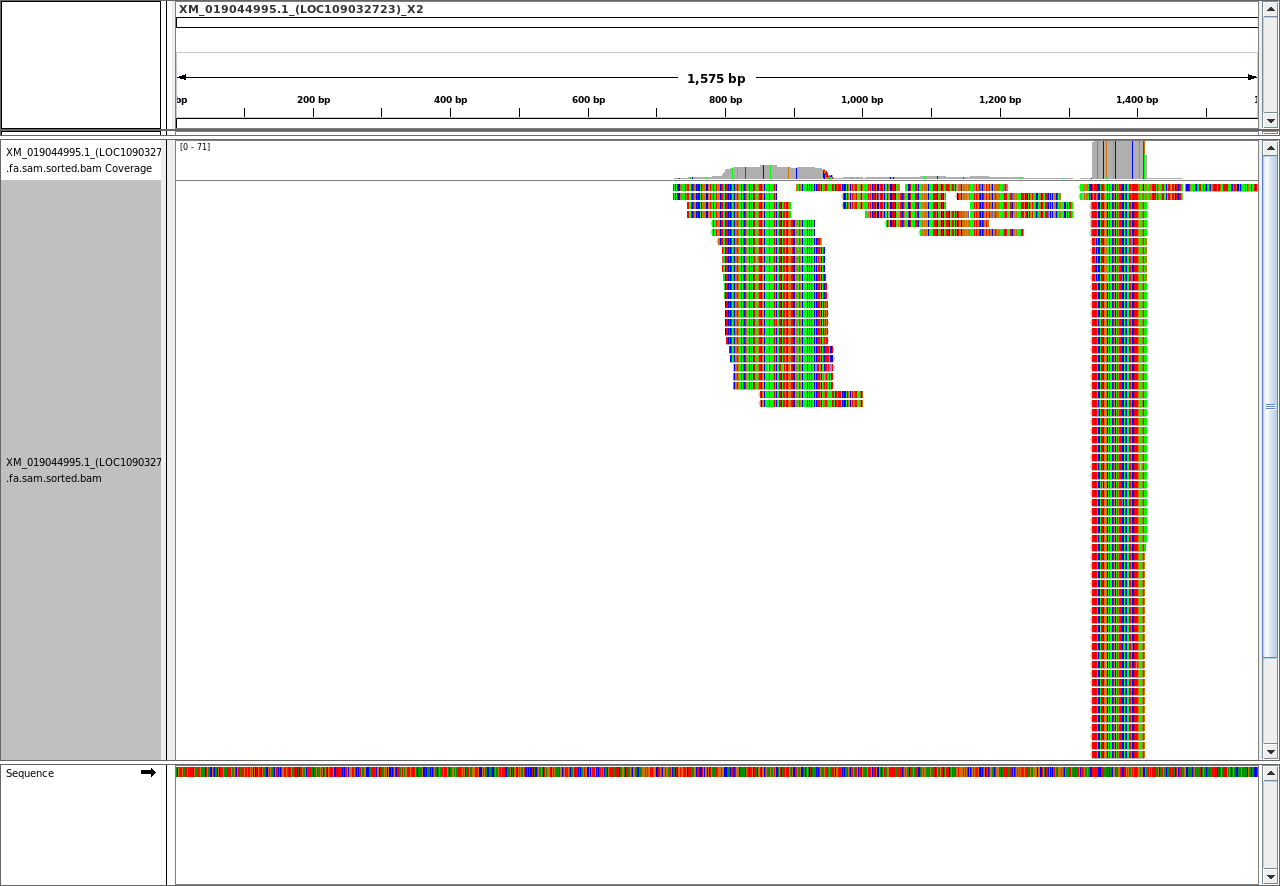 XM_019044995.1_(LOC109032723)_X2
1,575 bp
bp 200 bp 400 bp 600 bp 800 bp 1,000 bp 1,200 bp 1,400 bp 1
[0 - 71]
XM_019044995.1_(LOC1090327
.fa.sam.sorted.bam Coverage
XM_019044995.1_(LOC1090327
.fa.sam.sorted.bam
Sequence